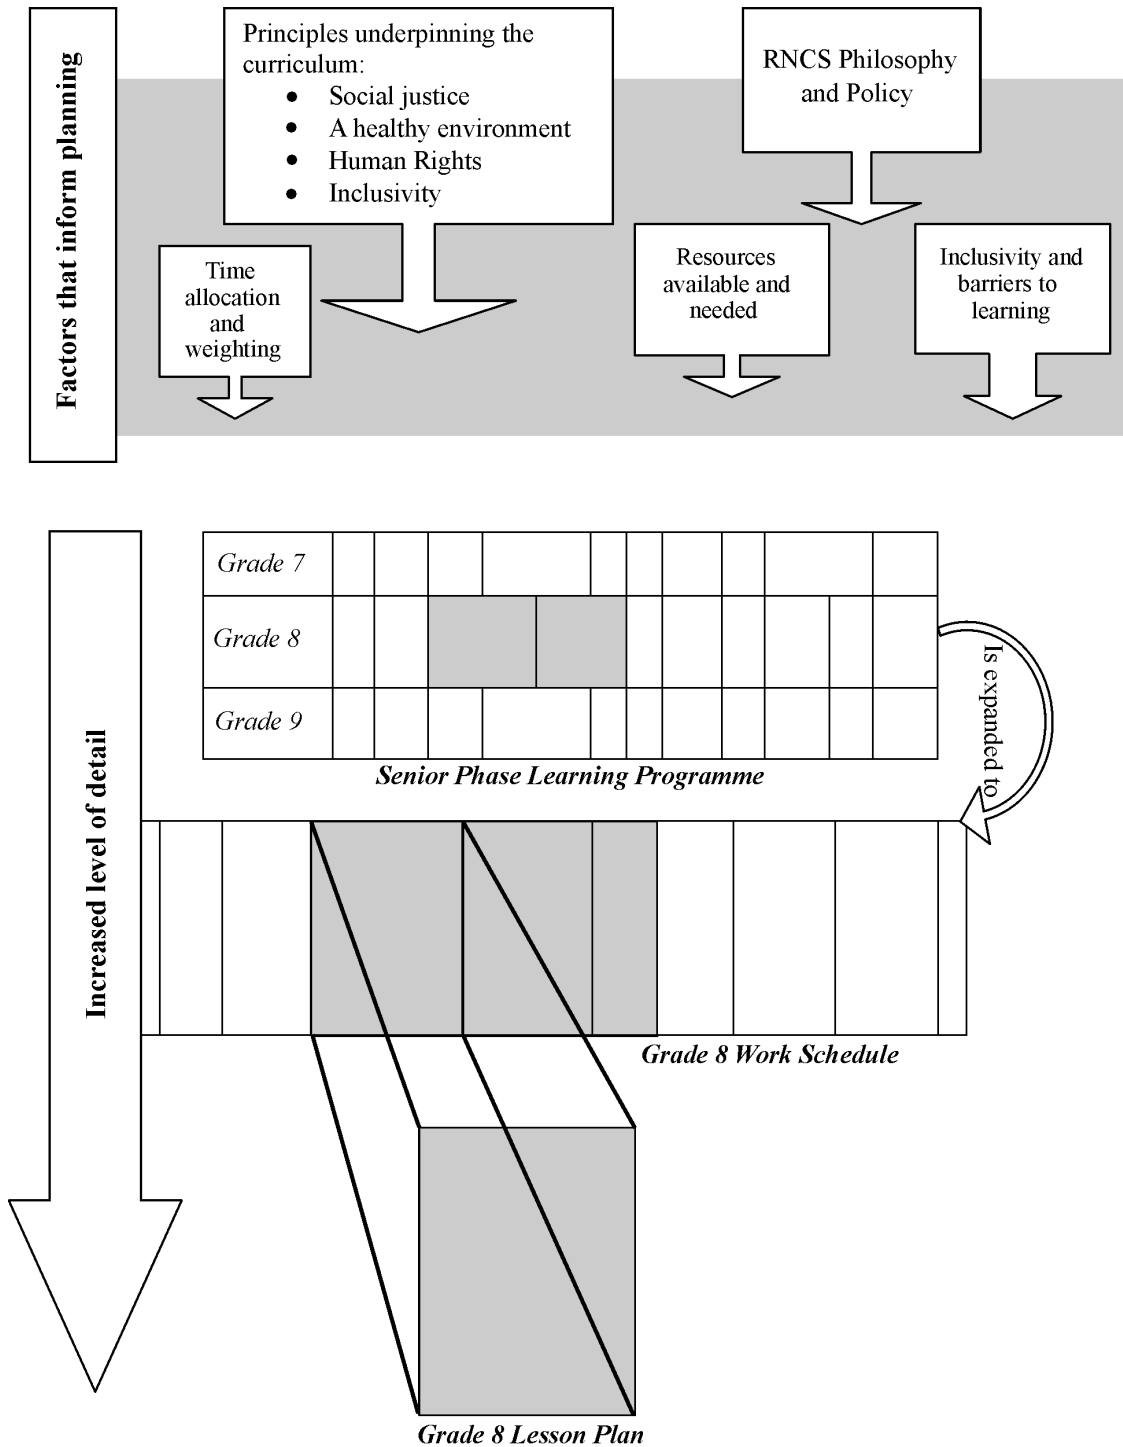 Factors that inform planning
Principles underpinning the
curriculum:
• Social justice
• A healthy environment
• Human Rights
• Inclusivity
RNCS Philosophy
and Policy
Time
allocation
and
weighting
Resources
available and
needed
Inclusivity and
barriers to
learning
Increased level of detail
Grade 7
Grade 8
Grade 9
Senior Phase Learning Programme
Is expanded to
Grade 8 Work Schedule
Grade 8 Lesson Plan